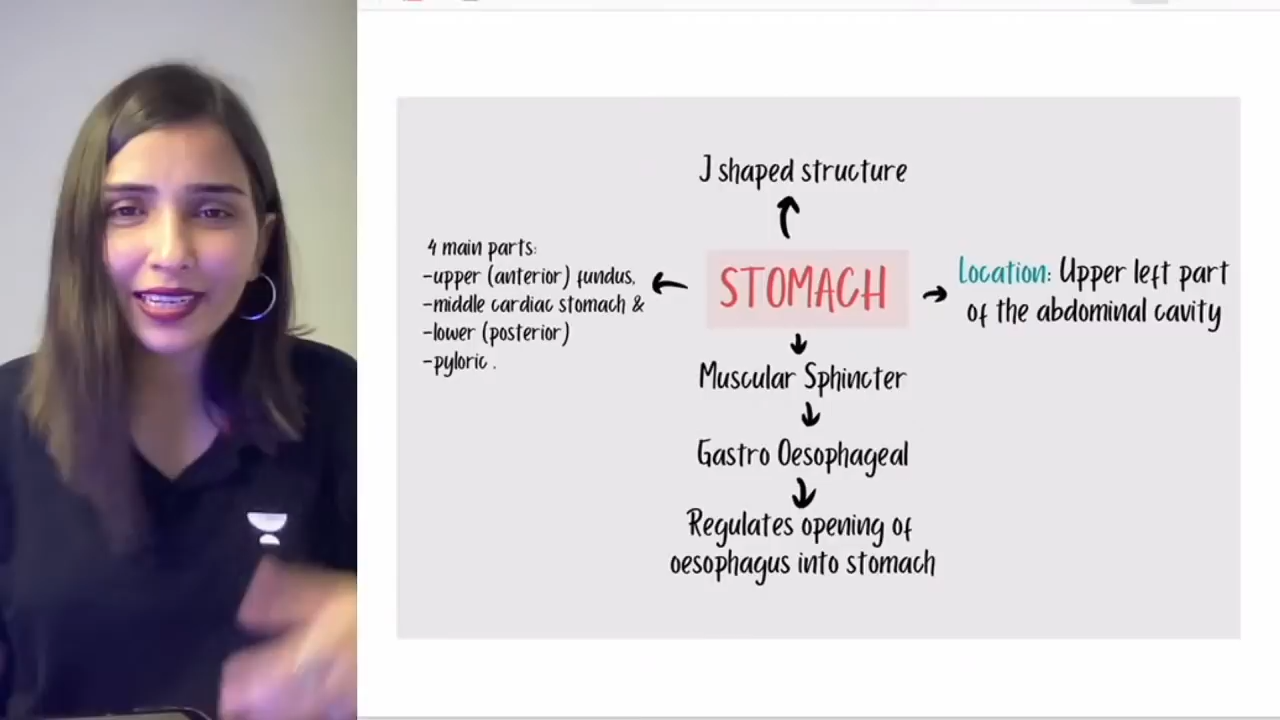 J shaped structure
4 main parts:
-upper (anterior) fundus,
-middle cardiac stomach &
-lower (posterior)
-pyloric .
STOMACH
Location: Upper left part
of the abdominal cavity
Muscular Sphincter
Gastro Oesophageal
Regulates opening of
oesophagus into stomach